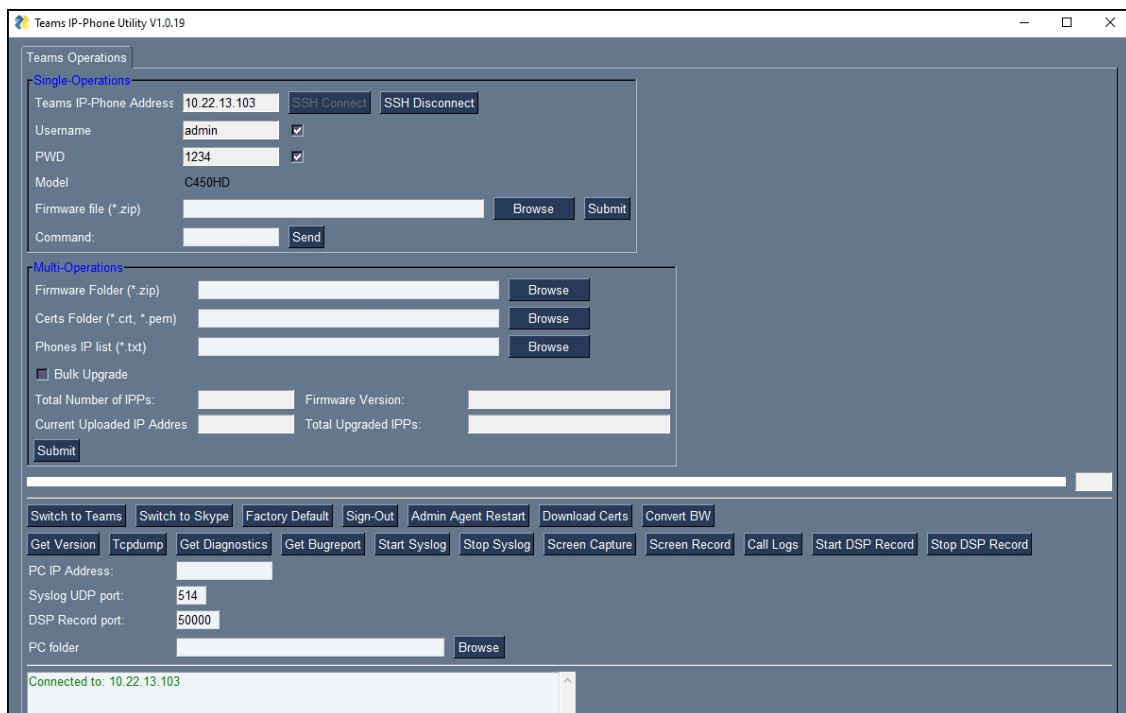 Teams IP-Phone Utility V1.0.19
Teams Operations
Single-Operations
Teams IP-Phone Address 10.22.13.103 SSH Connect SSH Disconnect
Username admin
PWD 1234
Model C450HD
Firmware file (*.zip) Browse Submit
Command: Send
Multi-Operations
Firmware Folder (*.zip) Browse
Certs Folder (*.crt, *.pem) Browse
Phones IP list (*.txt) Browse
Bulk Upgrade
Total Number of IPPs: Firmware Version:
Current Uploaded IP Addres Total Upgraded IPPs:
Submit
Switch to Teams Switch to Skype Factory Default Sign-Out Admin Agent Restart Download Certs Convert BW
Get Version Tcpdump Get Diagnostics Get Bugreport Start Syslog Stop Syslog Screen Capture Screen Record Call Logs Start DSP Record Stop DSP Record
PC IP Address:
Syslog UDP port: 514
DSP Record port: 50000
PC folder Browse
Connected to: 10.22.13.103